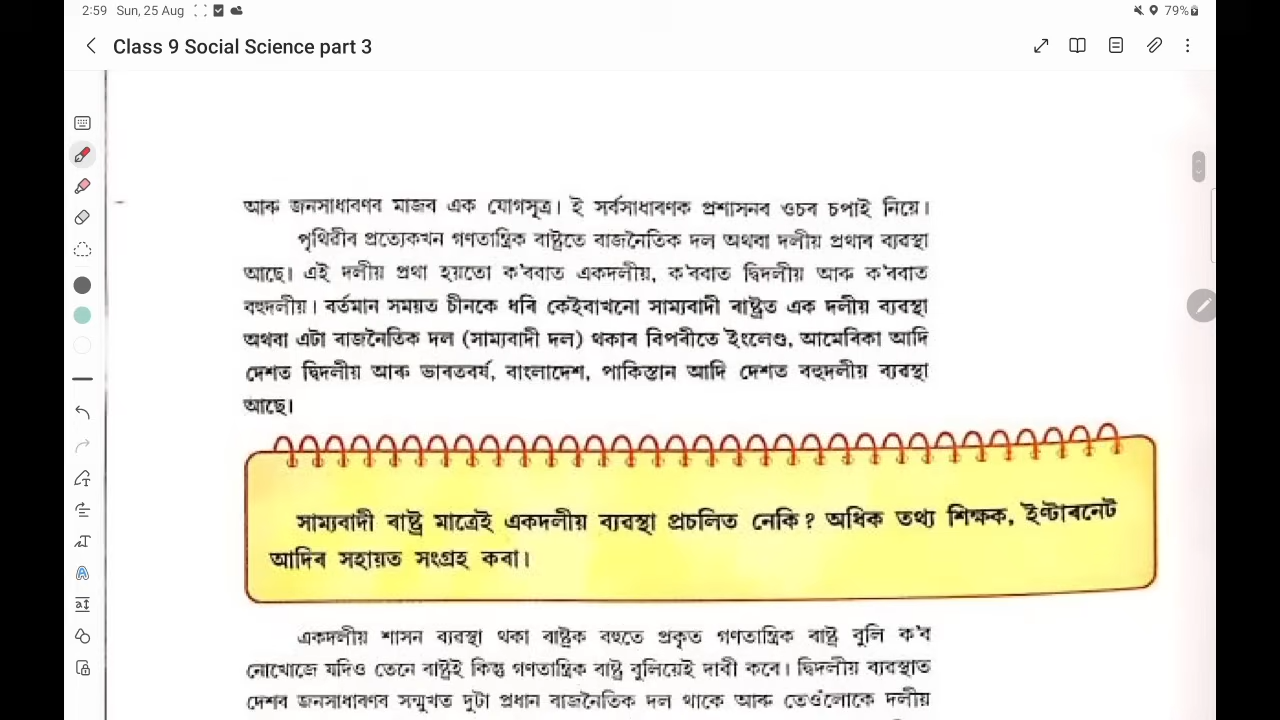 2:59 Sun, 25 Aug
79%
Class 9 Social Science part 3
আৰু জনসাধাৰণৰ মাজৰ এক যোগসূত্ৰ। ই সৰ্বসাধাৰণক প্ৰশাসনৰ ওচৰ চপাই নিয়ে।
পৃথিৱীৰ প্ৰত্যেকখন গণতান্ত্ৰিক ৰাষ্ট্ৰতে ৰাজনৈতিক দল অথবা দলীয় প্ৰথাৰ ব্যৱস্থা
আছে। এই দলীয় প্ৰথা হয়তো ক'ৰবাত একদলীয়, ক'ৰবাত দ্বিদলীয় আৰু ক'ৰবাত
বহুদলীয়। বৰ্তমান সময়ত চীনকে ধৰি কেইবাখনো সাম্যবাদী ৰাষ্ট্ৰত এক দলীয় ব্যৱস্থা
অথবা এটা ৰাজনৈতিক দল (সাম্যবাদী দল) থকাৰ বিপৰীতে ইংলেণ্ড, আমেৰিকা আদি
দেশত দ্বিদলীয় আৰু ভাৰতবৰ্ষ, বাংলাদেশ, পাকিস্তান আদি দেশত বহুদলীয় ব্যৱস্থা
আছে।
সাম্যবাদী ৰাষ্ট্ৰ মাত্ৰেই একদলীয় ব্যৱস্থা প্ৰচলিত নেকি? অধিক তথ্য শিক্ষক, ইণ্টাৰনেট
আদিৰ সহায়ত সংগ্ৰহ কৰা।
একদলীয় শাসন ব্যৱস্থা থকা ৰাষ্ট্ৰক বহুতে প্ৰকৃত গণতান্ত্ৰিক ৰাষ্ট্ৰ বুলি ক'ব
নোখোজে যদিও তেনে ৰাষ্ট্ৰই কিন্তু গণতান্ত্ৰিক ৰাষ্ট্ৰ বুলিয়েই দাবী কৰে। দ্বিদলীয় ব্যৱস্থাত
দেশৰ জনসাধাৰণৰ সন্মুখত দুটা প্ৰধান ৰাজনৈতিক দল থাকে আৰু তেওঁলোকে দলীয়